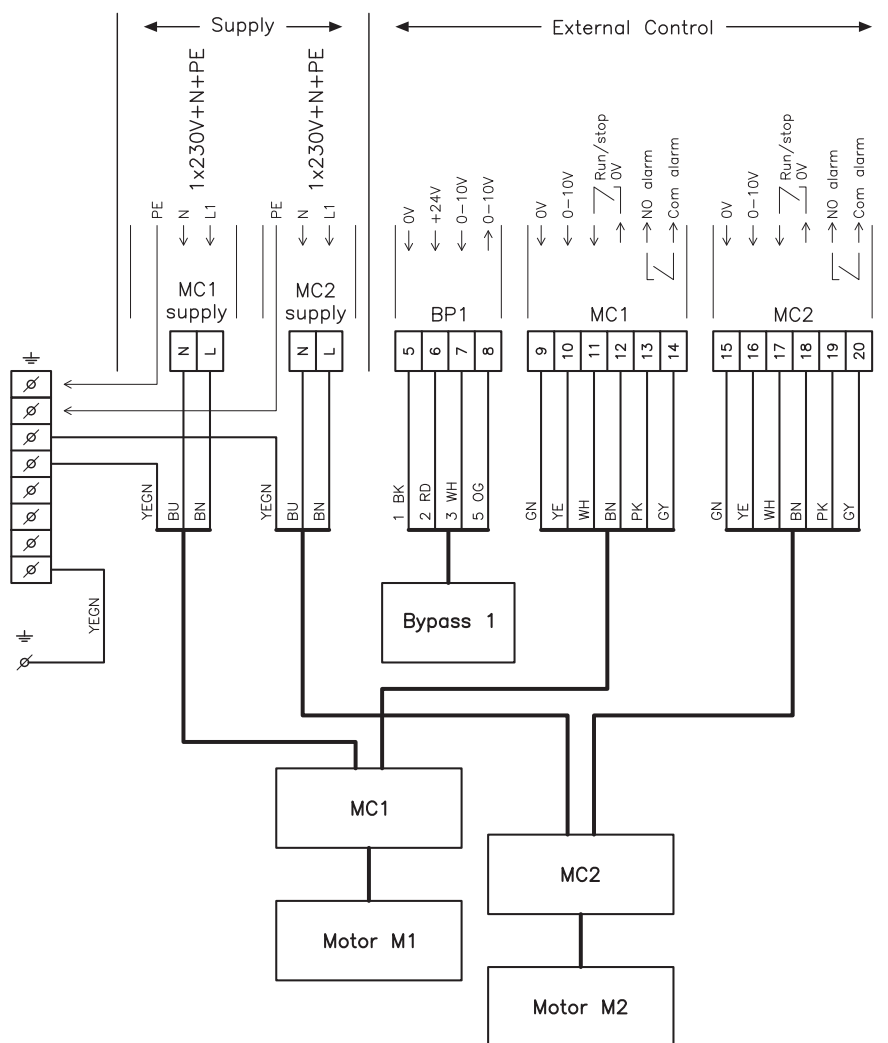 Supply
External Control
1x230V+N+PE
1x230V+N+PE
PE
N
L1
PE
N
L1
0V
+24V
0-10V
0-10V
0V
0-10V
Run/stop
0V
NO alarm
Com alarm
0V
0-10V
Run/stop
0V
NO alarm
Com alarm
MC1
supply
MC2
supply
BP1
MC1
MC2
N
L
N
L
5
6
7
8
9
10
11
12
13
14
15
16
17
18
19
20
YEGN
BU
BN
YEGN
BU
BN
1 BK
2 RD
3 WH
5 OG
GN
YE
WH
BN
PK
GY
GN
YE
WH
BN
PK
GY
YEGN
Bypass 1
MC1
MC2
Motor M1
Motor M2